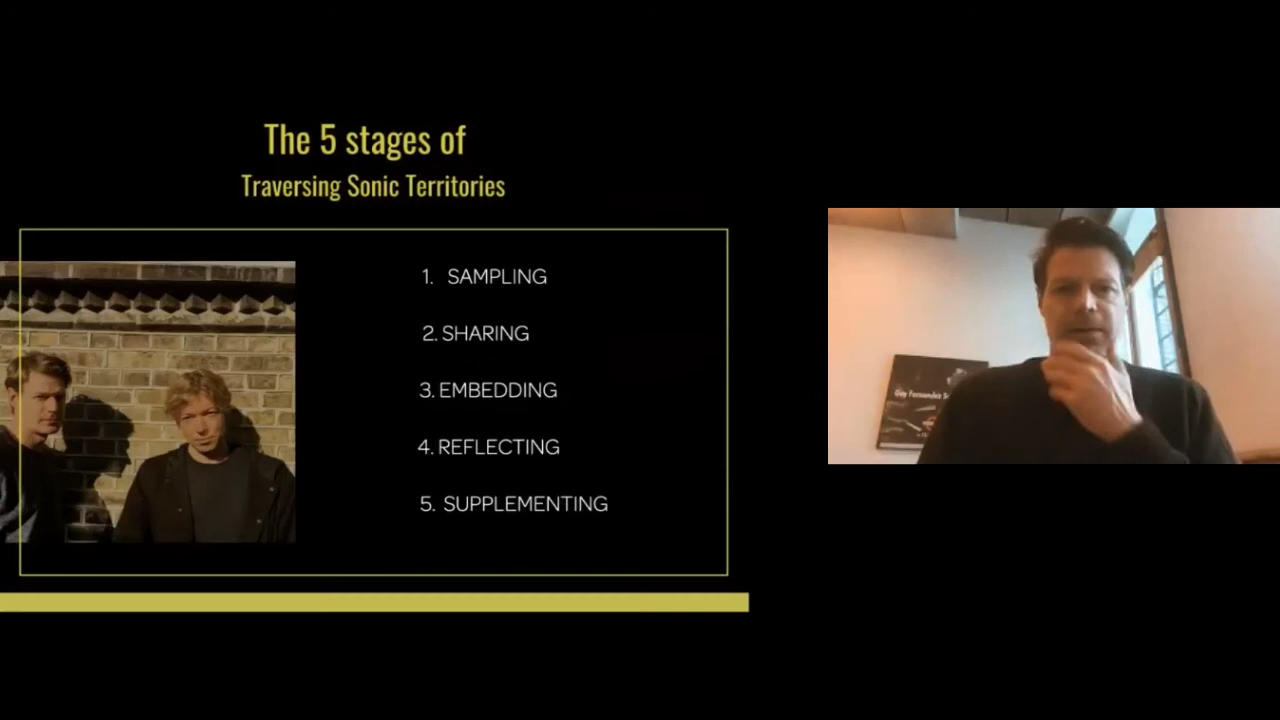 The 5 stages of
Traversing Sonic Territories
1. SAMPLING
2. SHARING
3. EMBEDDING
4. REFLECTING
5. SUPPLEMENTING